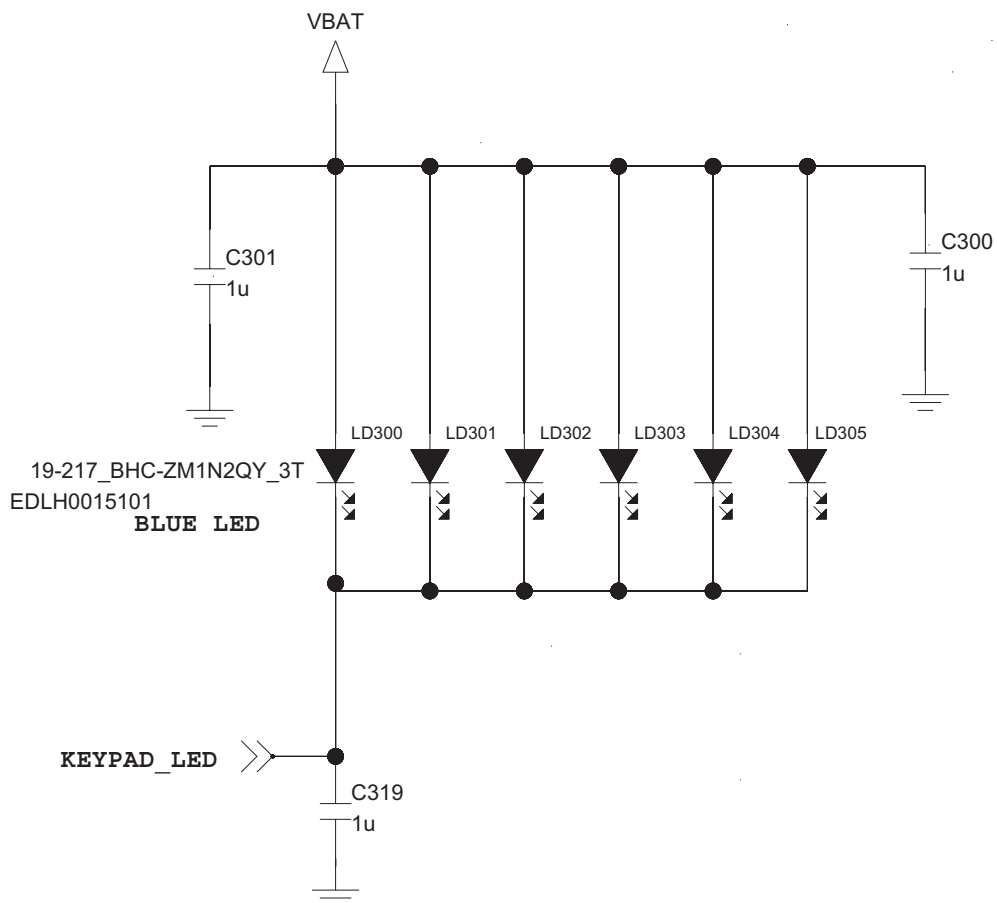 VBAT
C301
1u
C300
1u
LD300
LD301
LD302
LD303
LD304
LD305
19-217_BHC-ZM1N2QY_3T
EDLH0015101
BLUE LED
KEYPAD_LED
C319
1u